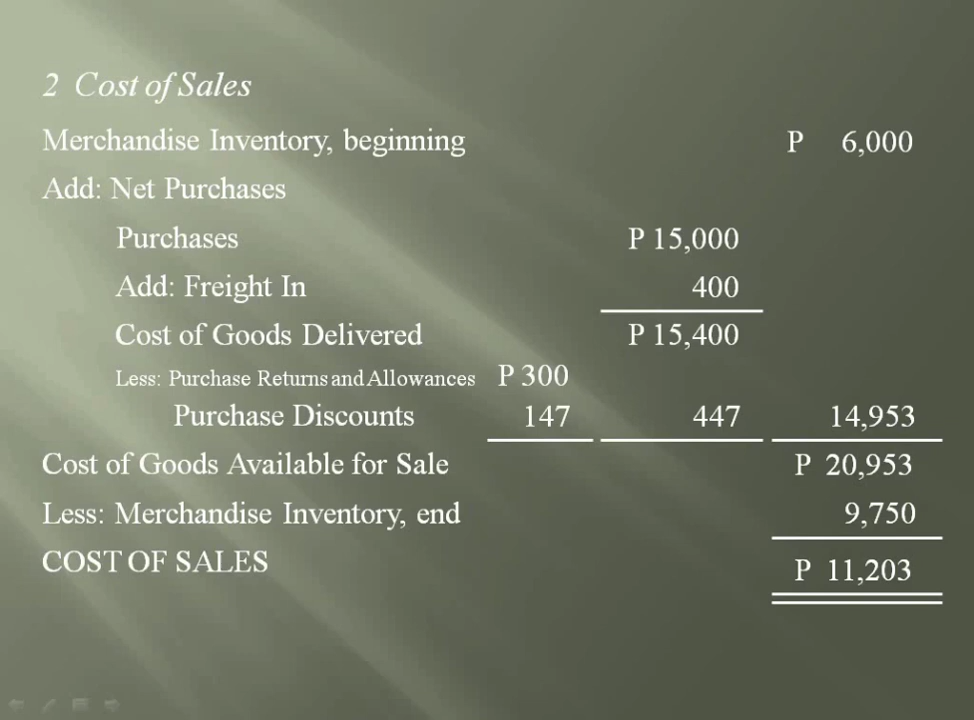 2 Cost of Sales
Merchandise Inventory, beginning P 6,000
Add: Net Purchases
Purchases P 15,000
Add: Freight In 400
Cost of Goods Delivered P 15,400
Less: Purchase Returns and Allowances P 300
Purchase Discounts 147 447 14,953
Cost of Goods Available for Sale P 20,953
Less: Merchandise Inventory, end 9,750
COST OF SALES P 11,203